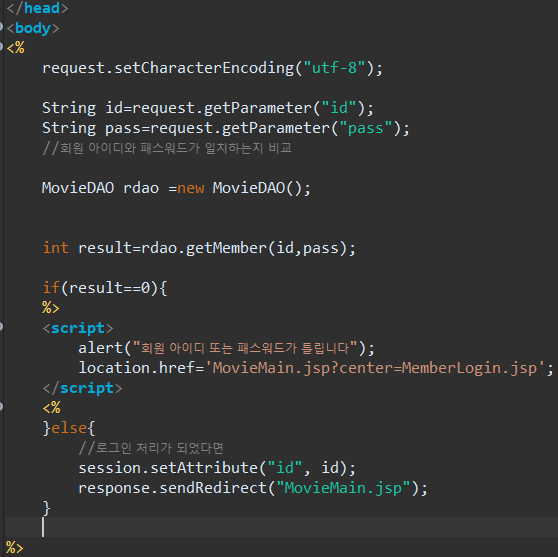 </head>
<body>
<%
request.setCharacterEncoding("utf-8");
String id=request.getParameter("id");
String pass=request.getParameter("pass");
//회원 아이디와 패스워드가 일치하는지 비교
MovieDAO rdao =new MovieDAO();
int result=rdao.getMember(id,pass);
if(result==0){
%>
<script>
alert("회원 아이디 또는 패스워드가 틀립니다");
location.href='MovieMain.jsp?center=MemberLogin.jsp';
</script>
<%
}else{
//로그인 처리가 되었다면
session.setAttribute("id", id);
response.sendRedirect("MovieMain.jsp");
}
%>